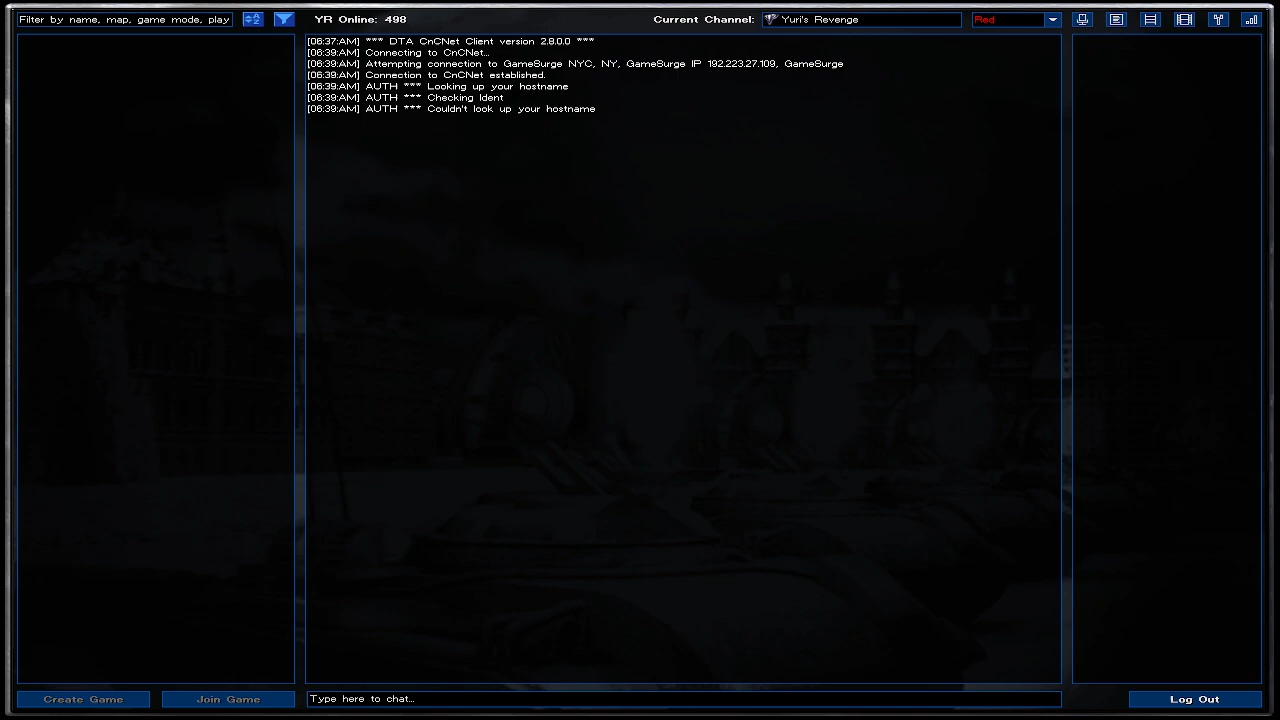 Filter by name, map, game mode, play
YR Online: 498
Current Channel: Yuri's Revenge
Red
[06:37:AM] *** DTA CnCNet Client version 2.8.0.0 ***
[06:39:AM] Connecting to CnCNet...
[06:39:AM] Attempting connection to GameSurge NYC, NY, GameSurge IP 192.223.27.109, GameSurge
[06:39:AM] Connection to CnCNet established.
[06:39:AM] AUTH *** Looking up your hostname
[06:39:AM] AUTH *** Checking Ident
[06:39:AM] AUTH *** Couldn't look up your hostname
Create Game
Join Game
Type here to chat...
Log Out